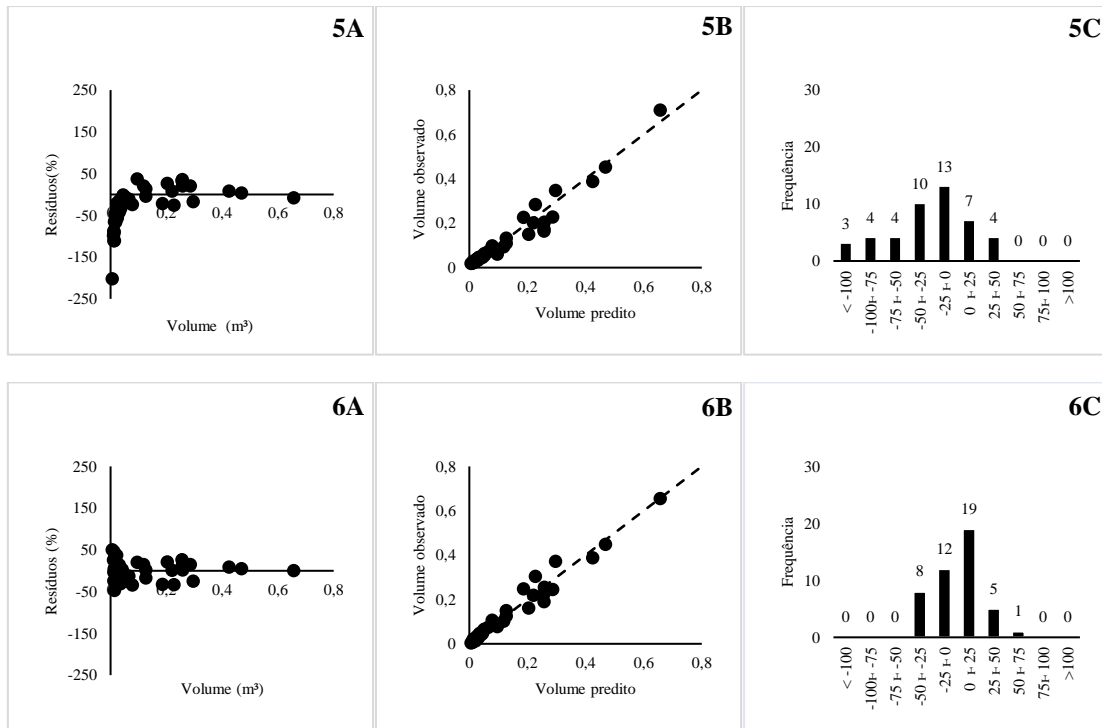 5A
250
150
50
-50
-150
-250
0,2
0,4
0,6
0,8
Resíduos(%)
Volume (m³)
5B
0,8
0,6
0,4
0,2
0
0
0,2
0,4
0,6
0,8
Volume observado
Volume predito
5C
30
20
10
0
Frequência
3
4
4
10
13
7
4
0
0
0
< -100
-100ı- -75
-75 ı- -50
-50 ı- -25
-25 ı- 0
0 ı- 25
25 ı- 50
50 ı- 75
75ı- 100
>100
6A
250
150
50
-50
-150
-250
0,2
0,4
0,6
0,8
Resíduos (%)
Volume (m³)
6B
0,8
0,6
0,4
0,2
0
0
0,2
0,4
0,6
0,8
Volume observado
Volume predito
6C
30
20
10
0
Frequência
0
0
0
8
12
19
5
1
0
0
< -100
-100ı- -75
-75 ı- -50
-50 ı- -25
-25 ı- 0
0 ı- 25
25 ı- 50
50 ı- 75
75ı- 100
>100